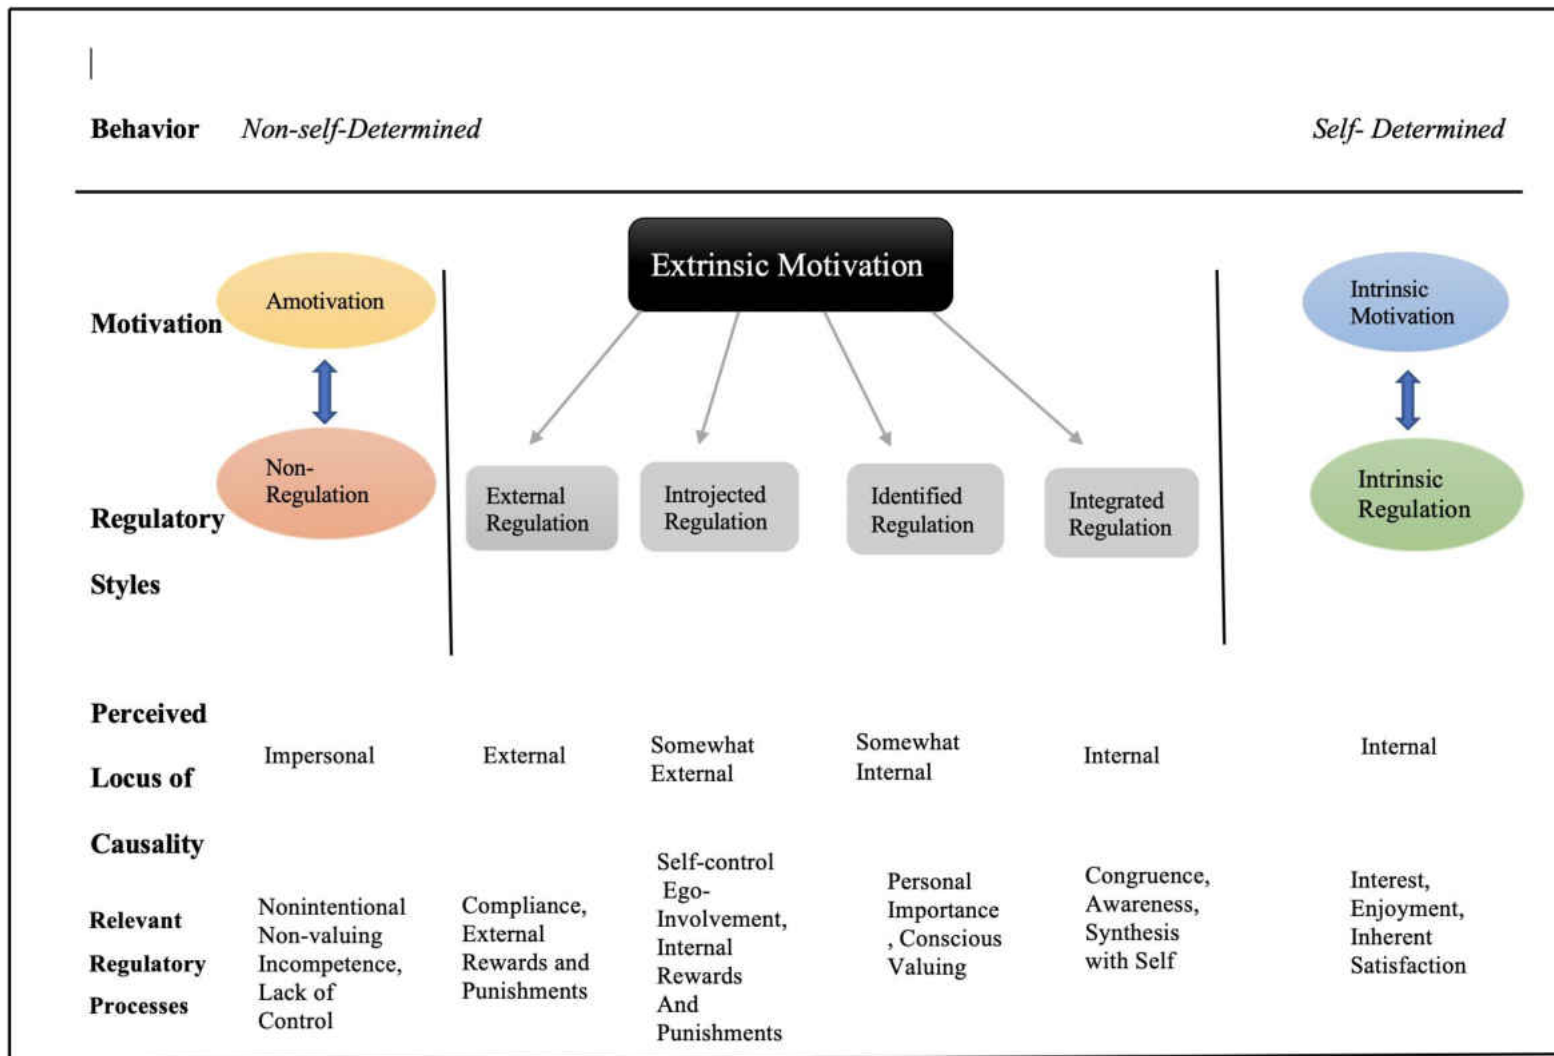 Behavior Non-self-Determined Self- Determined
Extrinsic Motivation
Motivation
Amotivation
Intrinsic
Motivation
Regulatory
Styles
Non-
Regulation
External
Regulation
Introjected
Regulation
Identified
Regulation
Integrated
Regulation
Intrinsic
Regulation
Perceived
Locus of
Causality
Impersonal
External
Somewhat
External
Somewhat
Internal
Internal
Internal
Relevant
Regulatory
Processes
Nonintentional
Non-valuing
Incompetence,
Lack of
Control
Compliance,
External
Rewards and
Punishments
Self-control
Ego-
Involvement,
Internal
Rewards
And
Punishments
Personal
Importance
, Conscious
Valuing
Congruence,
Awareness,
Synthesis
with Self
Interest,
Enjoyment,
Inherent
Satisfaction